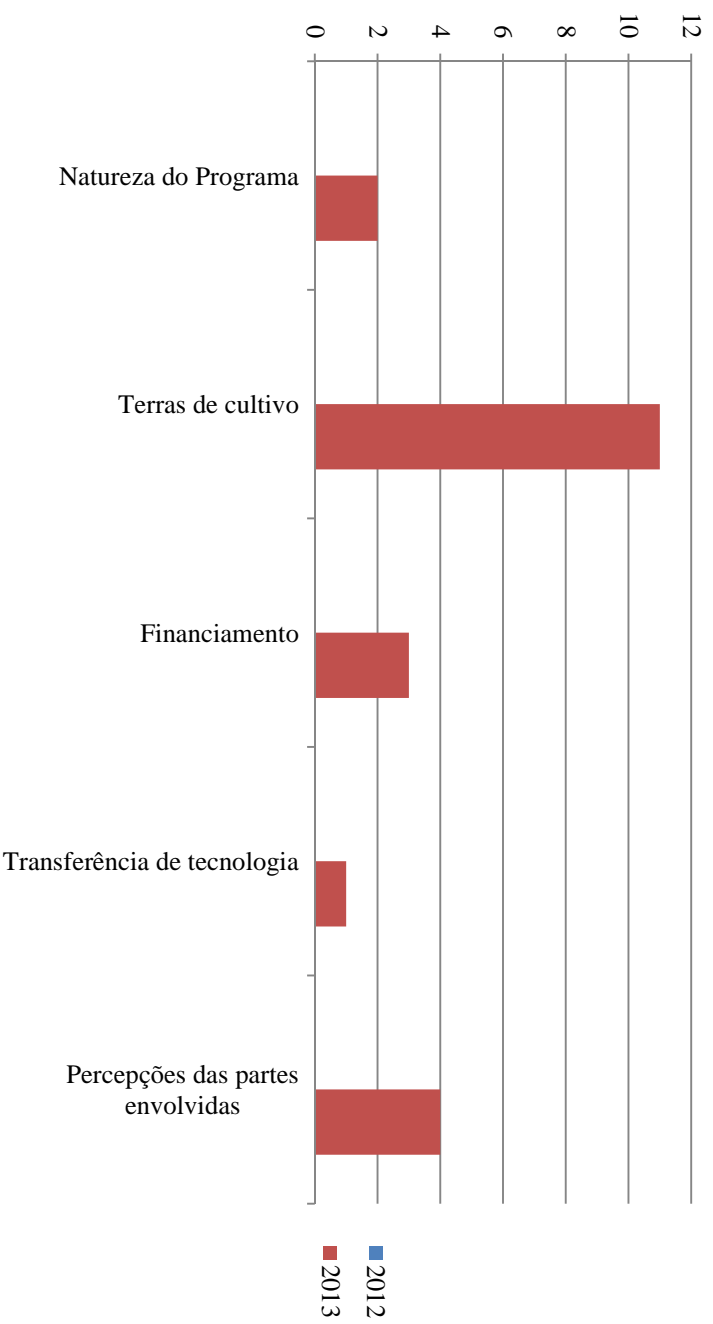 0
2
4
6
8
10
12
Natureza do Programa
Terras de cultivo
Financiamento
Transferência de tecnologia
Percepções das partes
envolvidas
2012
2013